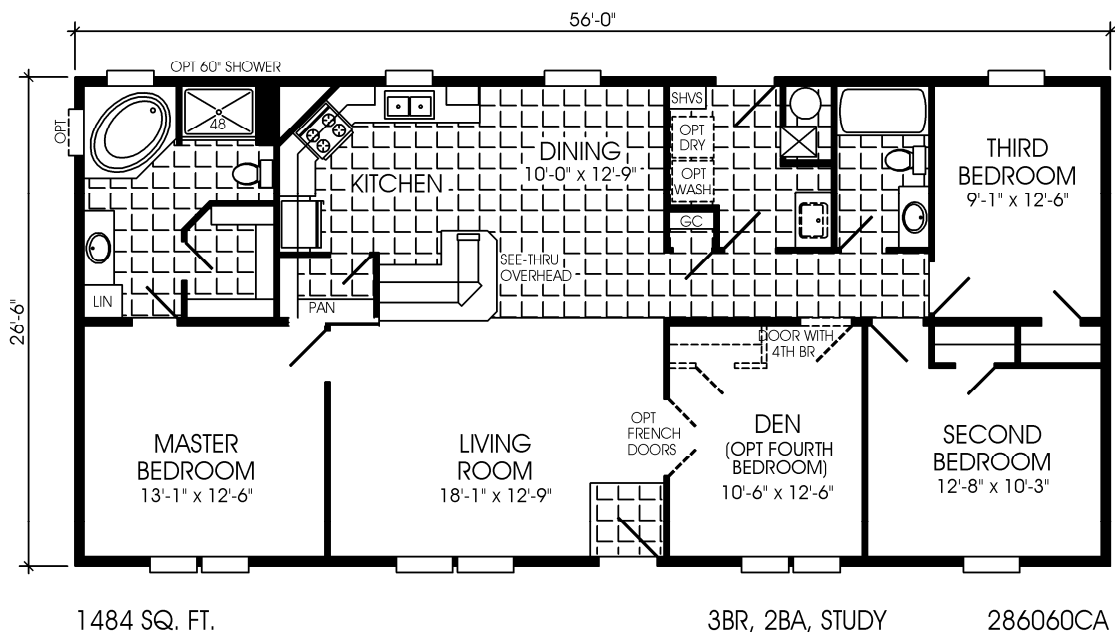 56'-0"
OPT 60" SHOWER
26'-6"
OPT
48
SHVS
OPT
DRY
OPT
WASH
GC
KITCHEN
DINING
10'-0" x 12'-9"
THIRD
BEDROOM
9'-1" x 12'-6"
SEE-THRU
OVERHEAD
LIN
PAN
DOOR WITH
4TH BR
MASTER
BEDROOM
13'-1" x 12'-6"
LIVING
ROOM
18'-1" x 12'-9"
OPT
FRENCH
DOORS
DEN
(OPT FOURTH
BEDROOM)
10'-6" x 12'-6"
SECOND
BEDROOM
12'-8" x 10'-3"
1484 SQ. FT.
3BR, 2BA, STUDY
286060CA